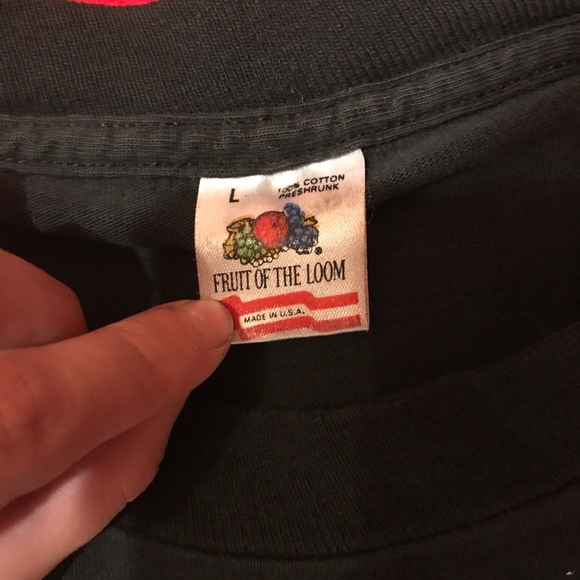 L
100% COTTON
PRESHRUNK
®
FRUIT OF THE LOOM
MADE IN U.S.A.